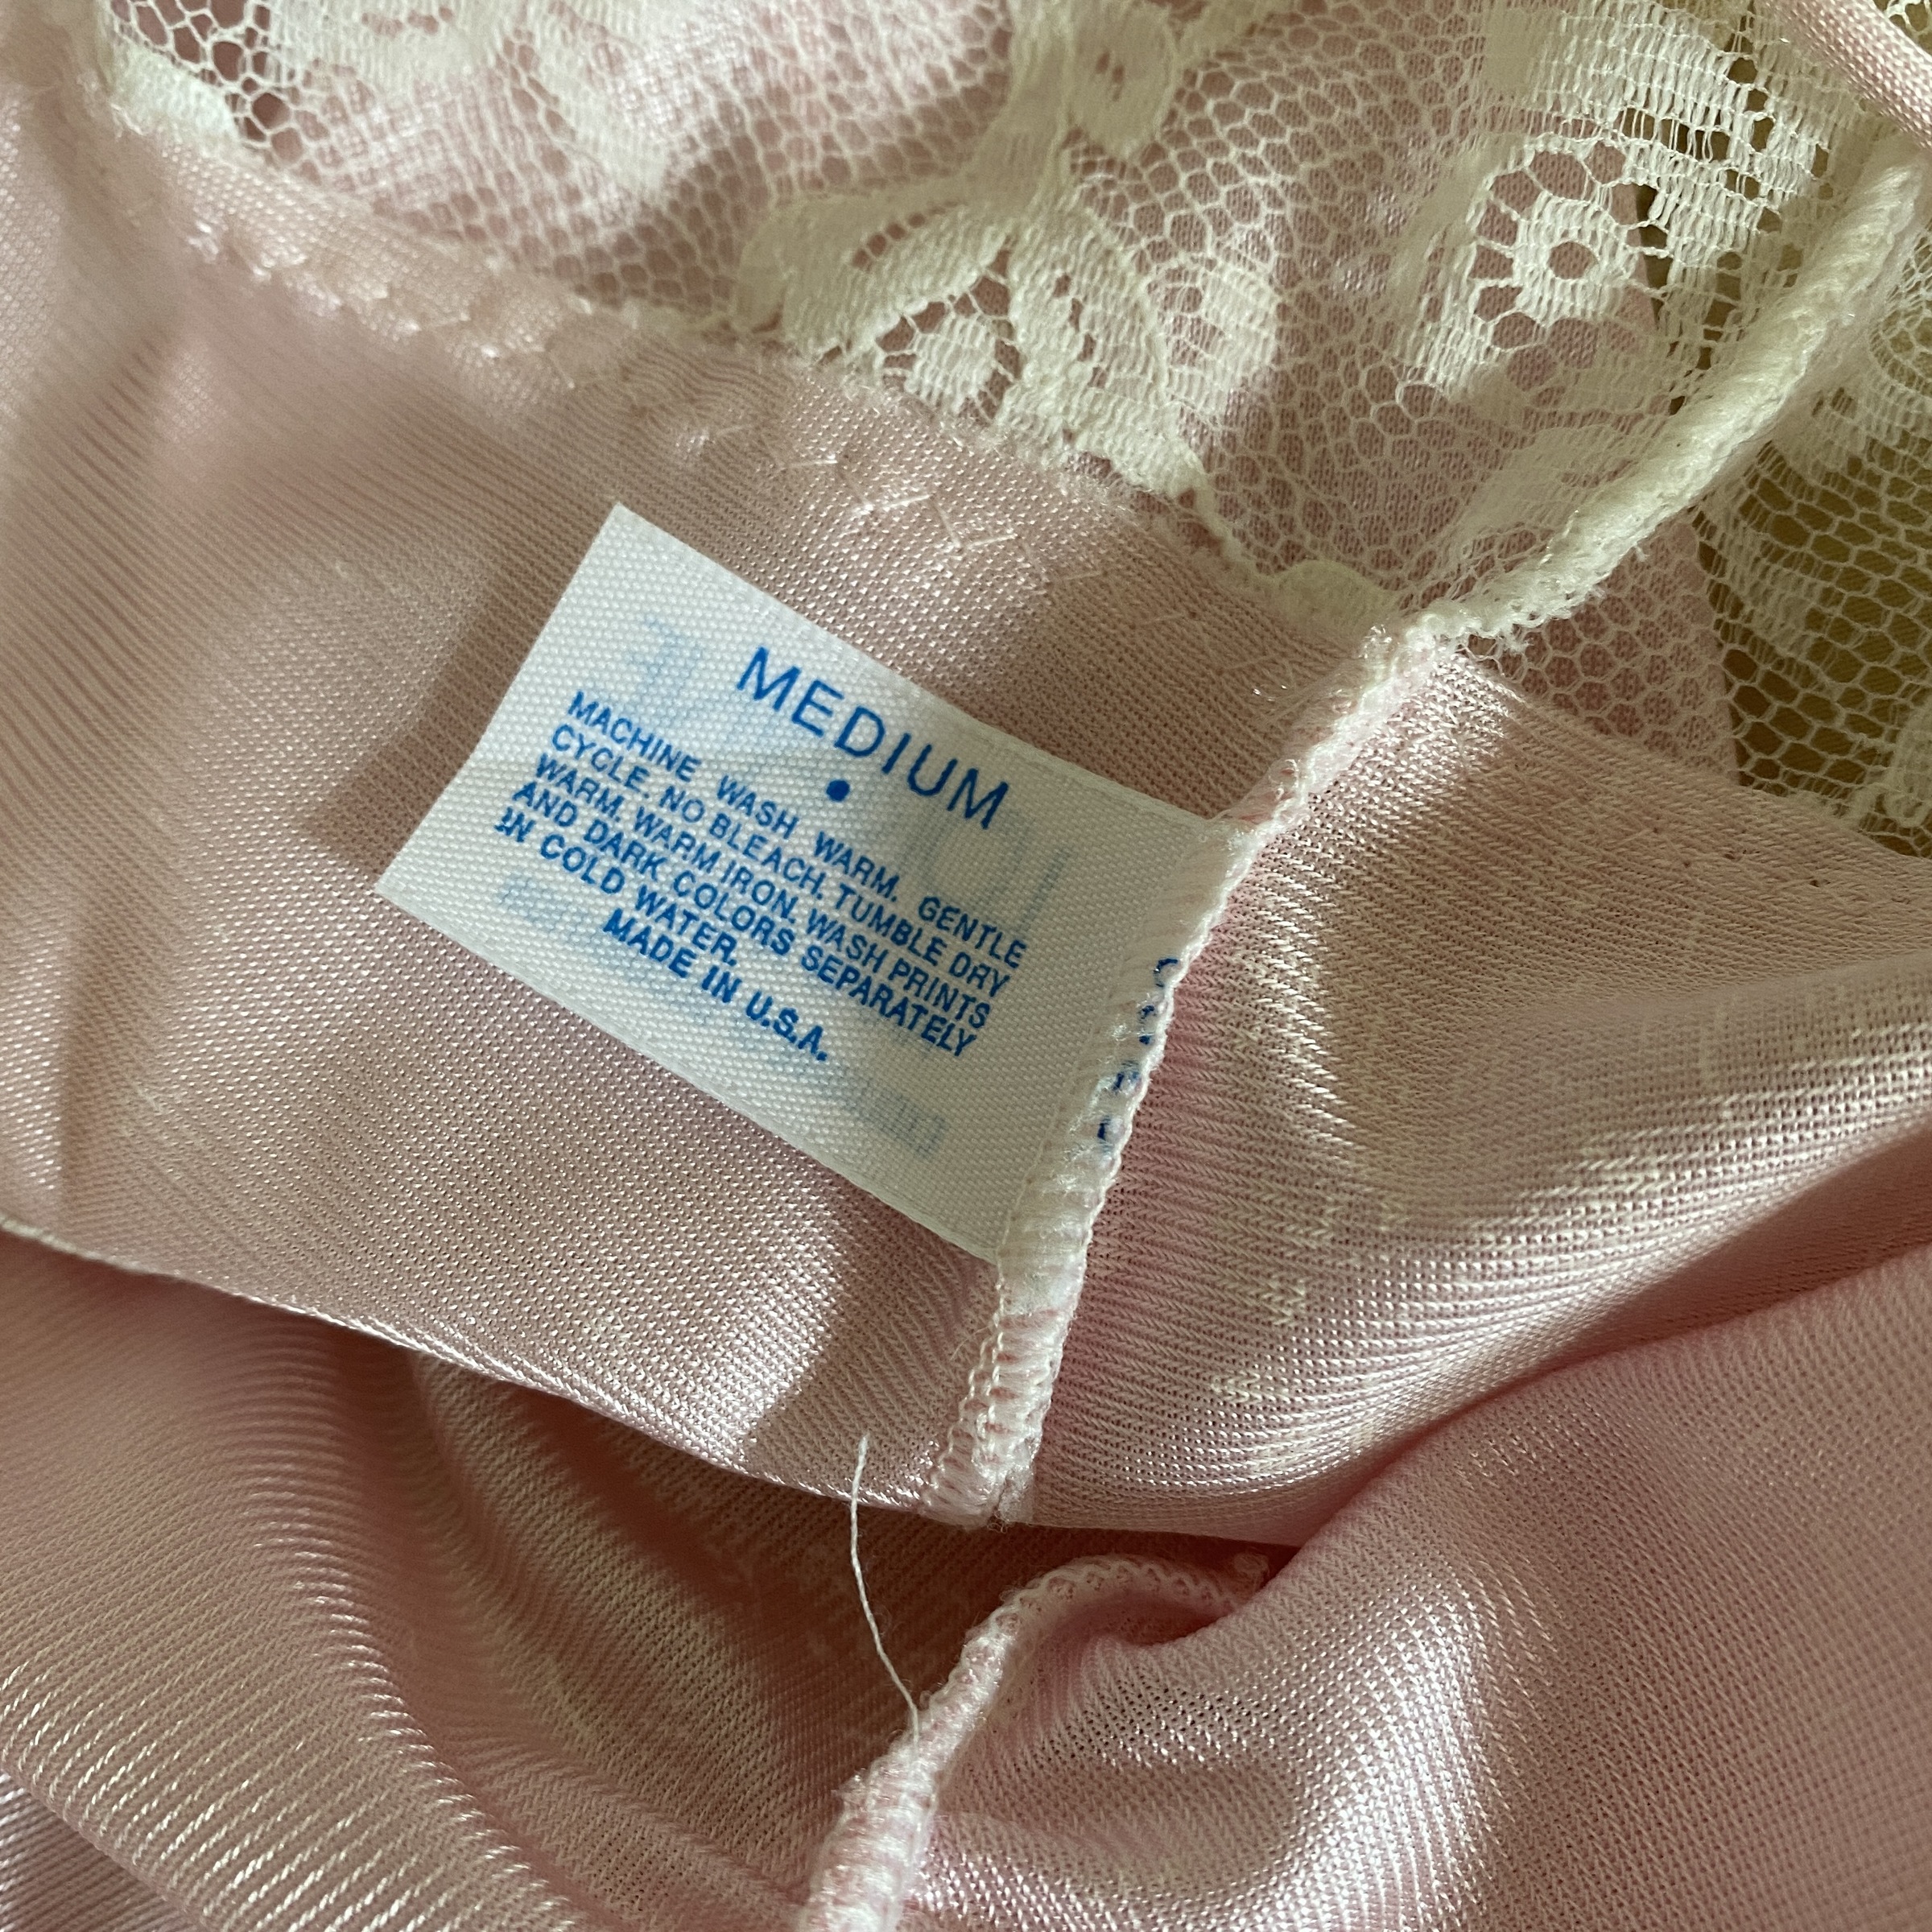 MEDIUM
•
MACHINE WASH WARM. GENTLE
CYCLE. NO BLEACH. TUMBLE DRY
WARM. WARM IRON. WASH PRINTS
AND DARK COLORS SEPARATELY
IN COLD WATER.
MADE IN U.S.A.